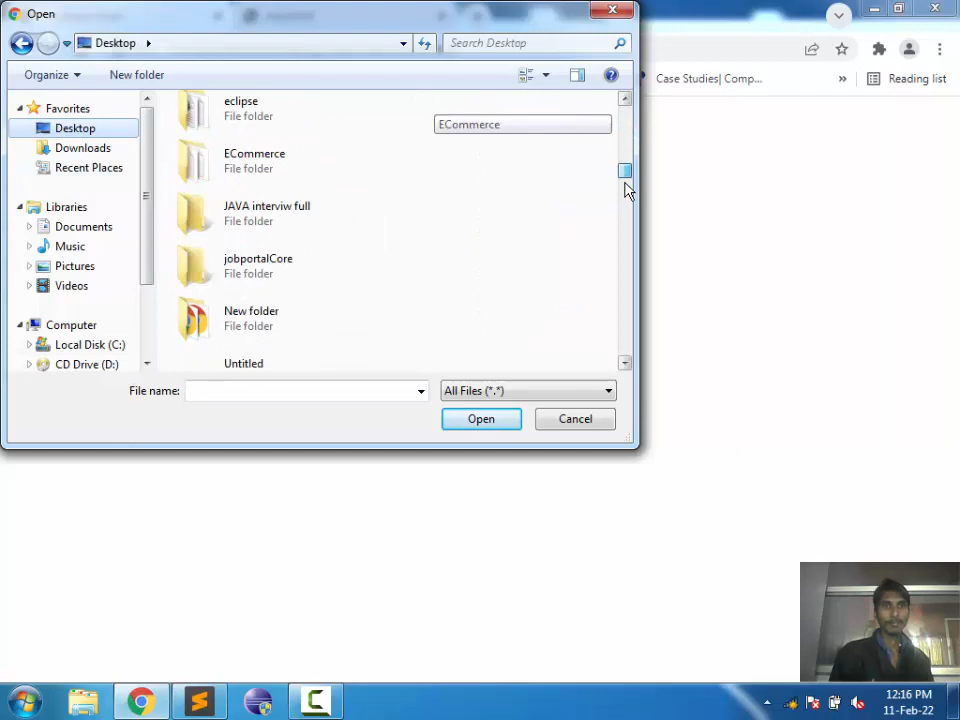 Open
Desktop
Search Desktop
Case Studies| Comp...
»
Reading list
Organize
New folder
Favorites
Desktop
Downloads
Recent Places
Libraries
Documents
Music
Pictures
Videos
Computer
Local Disk (C:)
CD Drive (D:)
eclipse
File folder
ECommerce
ECommerce
File folder
JAVA interviw full
File folder
jobportalCore
File folder
New folder
File folder
Untitled
File name:
All Files (*.*)
Open
Cancel
12:16 PM
11-Feb-22